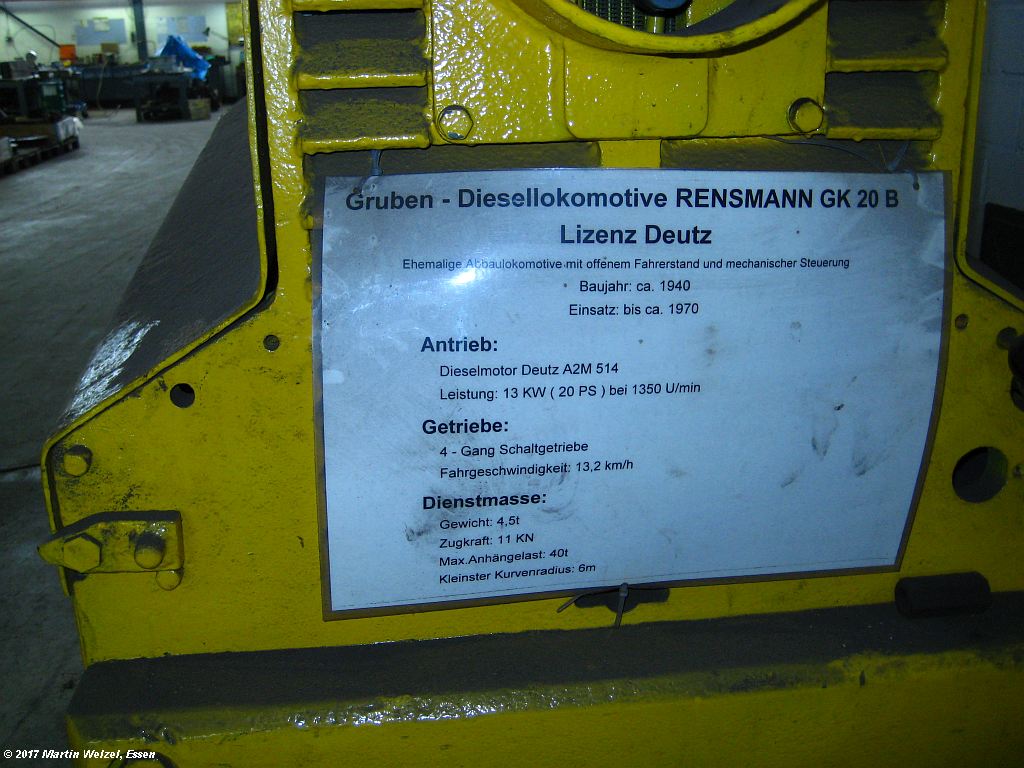 Gruben - Diesellokomotive RENSMANN GK 20 B
Lizenz Deutz
Ehemalige Abbaulokomotive mit offenem Fahrerstand und mechanischer Steuerung
Baujahr: ca. 1940
Einsatz: bis ca. 1970
Antrieb:
Dieselmotor Deutz A2M 514
Leistung: 13 KW ( 20 PS ) bei 1350 U/min
Getriebe:
4 - Gang Schaltgetriebe
Fahrgeschwindigkeit: 13,2 km/h
Dienstmasse:
Gewicht: 4,5t
Zugkraft: 11 KN
Max.Anhängelast: 40t
Kleinster Kurvenradius: 6m
© 2017 Martin Welzel, Essen